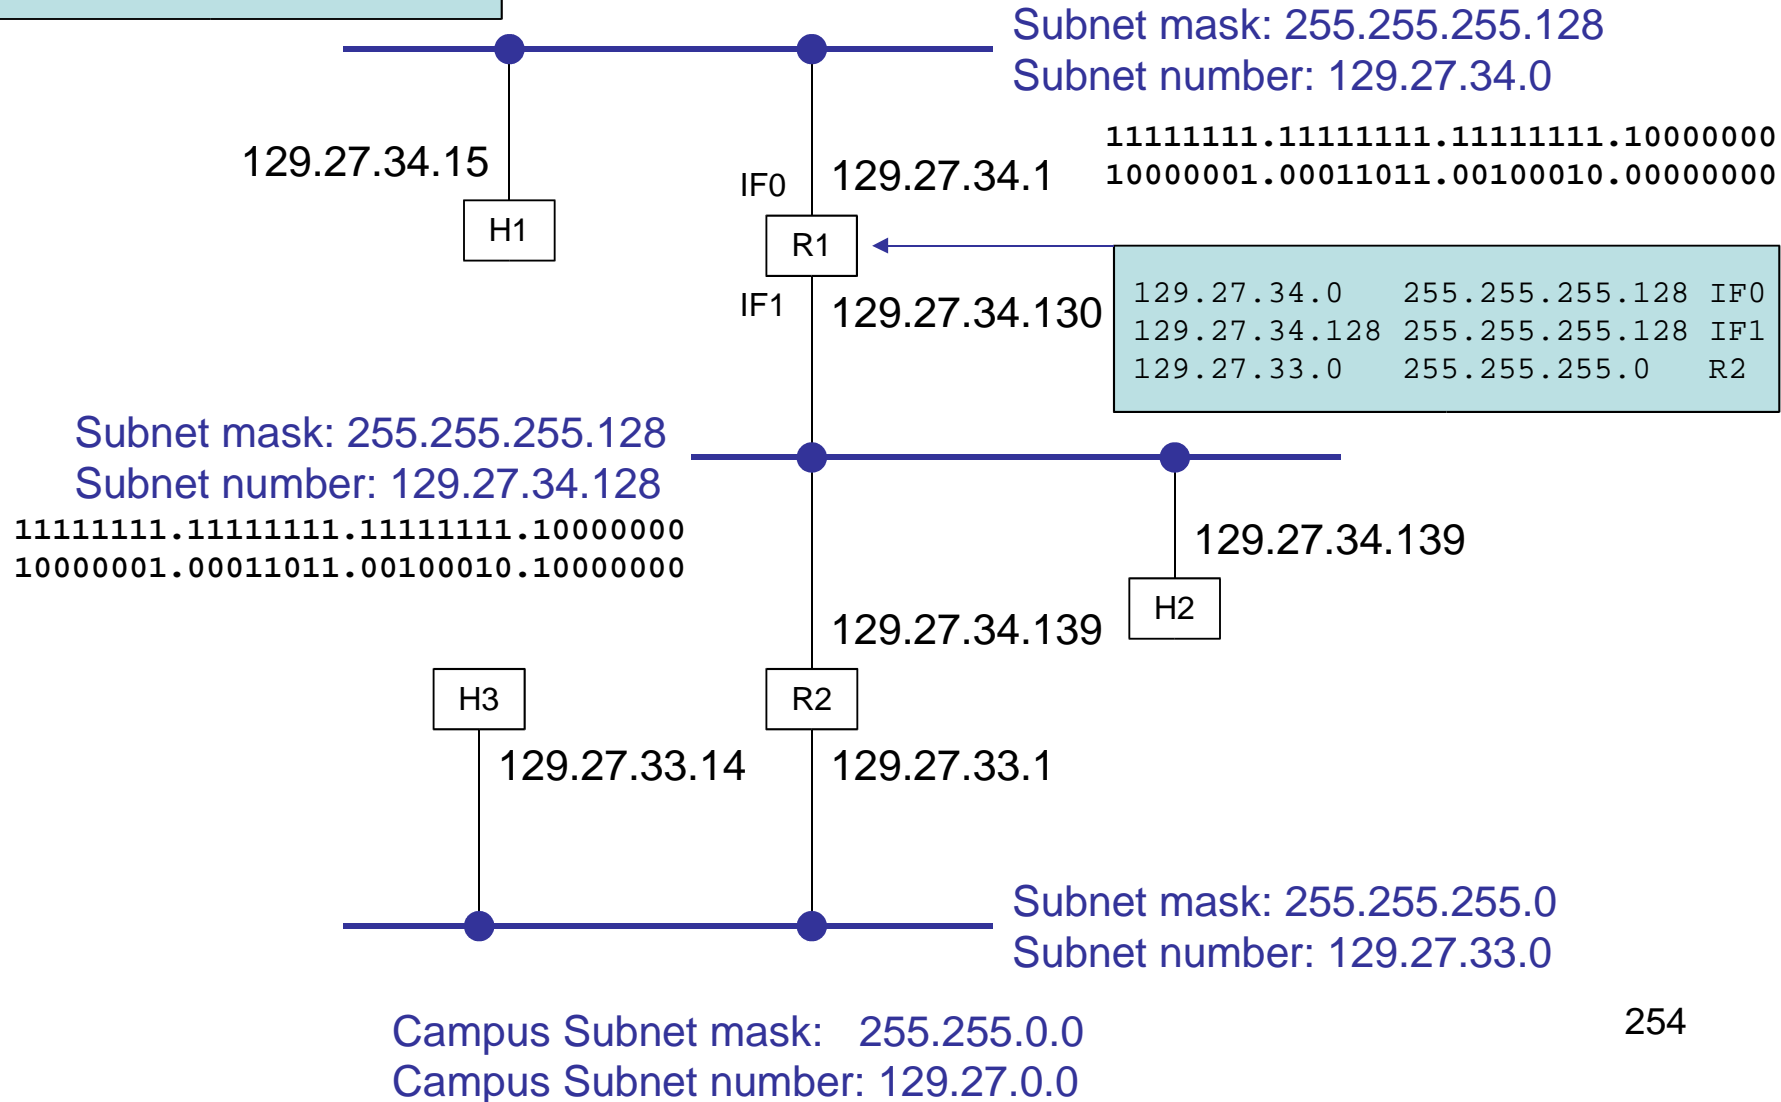 Subnet mask: 255.255.255.128
Subnet number: 129.27.34.0
11111111.11111111.11111111.10000000
10000001.00011011.00100010.00000000
129.27.34.15
IF0
129.27.34.1
H1
R1
IF1
129.27.34.130
129.27.34.0 255.255.255.128 IF0
129.27.34.128 255.255.255.128 IF1
129.27.33.0 255.255.255.0 R2
Subnet mask: 255.255.255.128
Subnet number: 129.27.34.128
11111111.11111111.11111111.10000000
10000001.00011011.00100010.10000000
129.27.34.139
H2
129.27.34.139
H3
R2
129.27.33.14
129.27.33.1
Subnet mask: 255.255.255.0
Subnet number: 129.27.33.0
254
Campus Subnet mask: 255.255.0.0
Campus Subnet number: 129.27.0.0